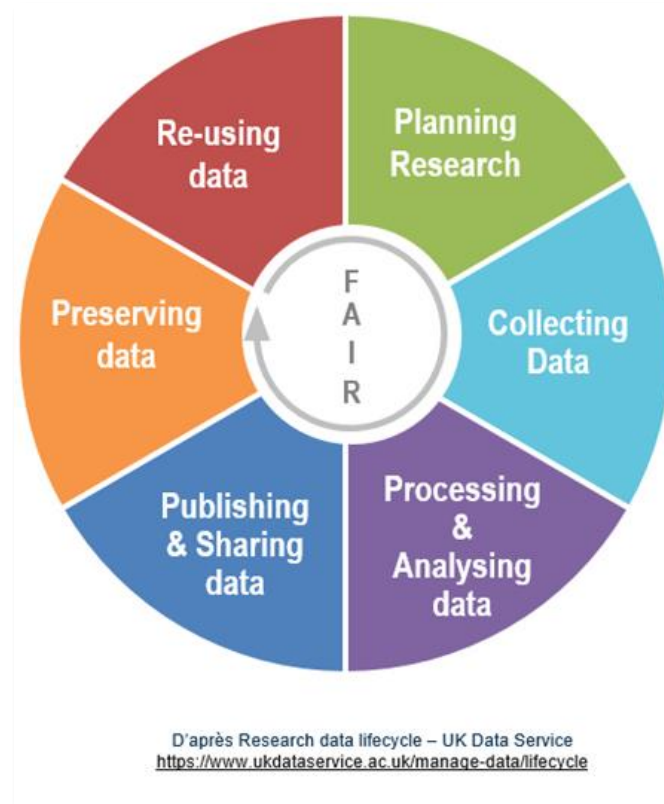 Re-using
data
Planning
Research
Preserving
data
F
A
I
R
Collecting
Data
Publishing
& Sharing
data
Processing
&
Analysing
data
D'après Research data lifecycle – UK Data Service
https://www.ukdataservice.ac.uk/manage-data/lifecycle